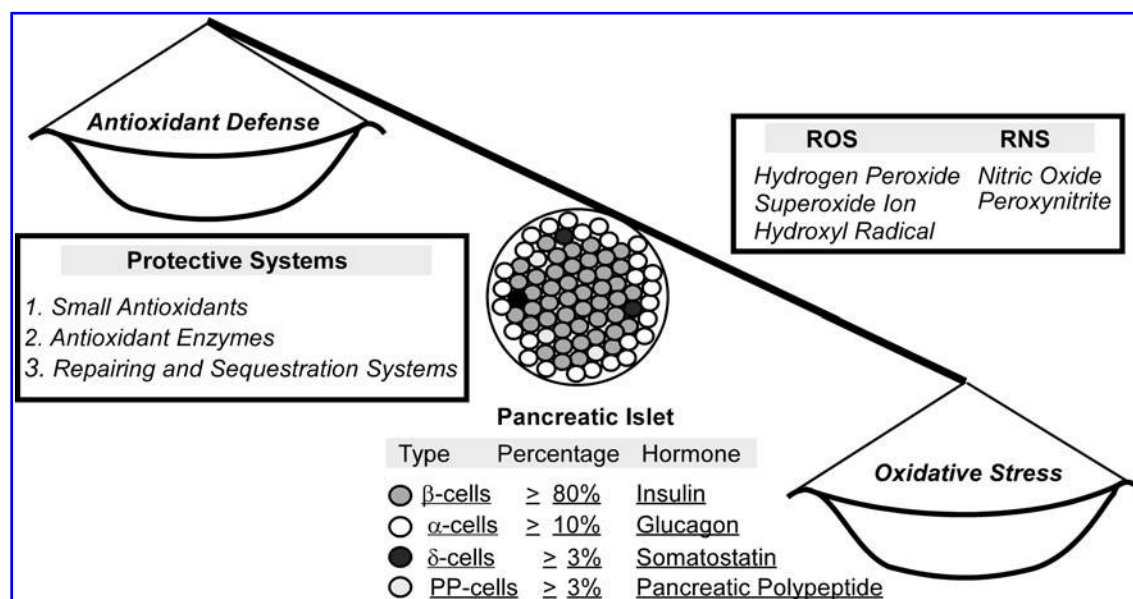 Antioxidant Defense
ROS RNS
Hydrogen Peroxide Nitric Oxide
Superoxide Ion Peroxynitrite
Hydroxyl Radical
Protective Systems
1. Small Antioxidants
2. Antioxidant Enzymes
3. Repairing and Sequestration Systems
Pancreatic Islet
Type Percentage Hormone
β-cells ≥ 80% Insulin
α-cells ≥ 10% Glucagon
δ-cells ≥ 3% Somatostatin
PP-cells ≥ 3% Pancreatic Polypeptide
Oxidative Stress